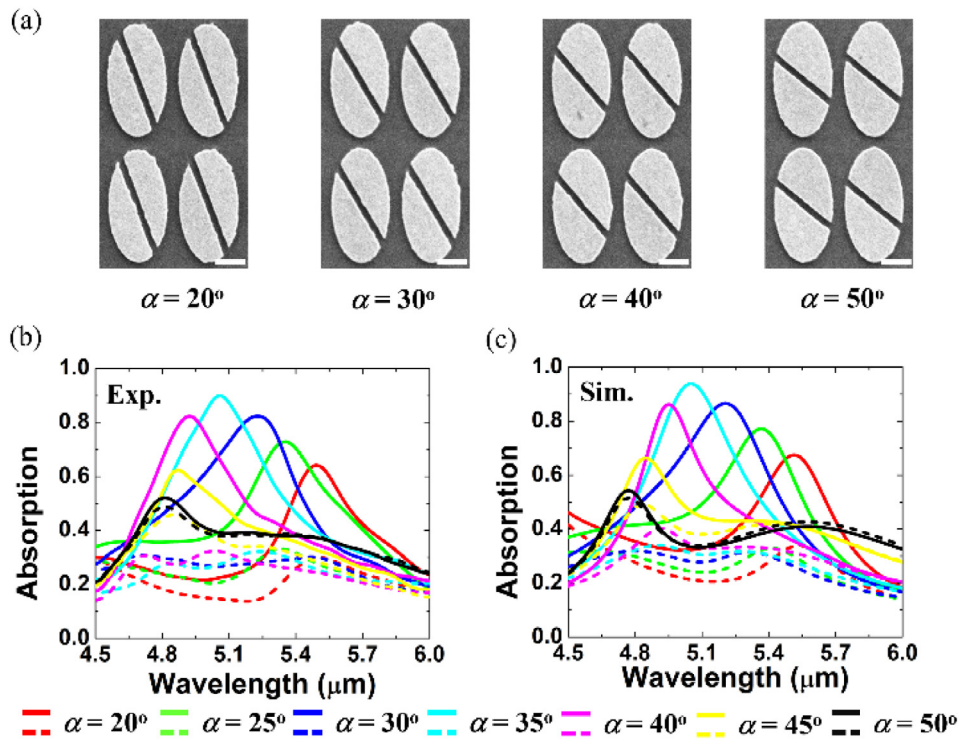 (a)
α = 20° α = 30° α = 40° α = 50°
(b) (c)
Exp. Sim.
Absorption Absorption
1.0 1.0
0.8 0.8
0.6 0.6
0.4 0.4
0.2 0.2
0.0 0.0
4.5 4.8 5.1 5.4 5.7 6.0 4.5 4.8 5.1 5.4 5.7 6.0
Wavelength (μm) Wavelength (μm)
α = 20° α = 25° α = 30° α = 35° α = 40° α = 45° α = 50°